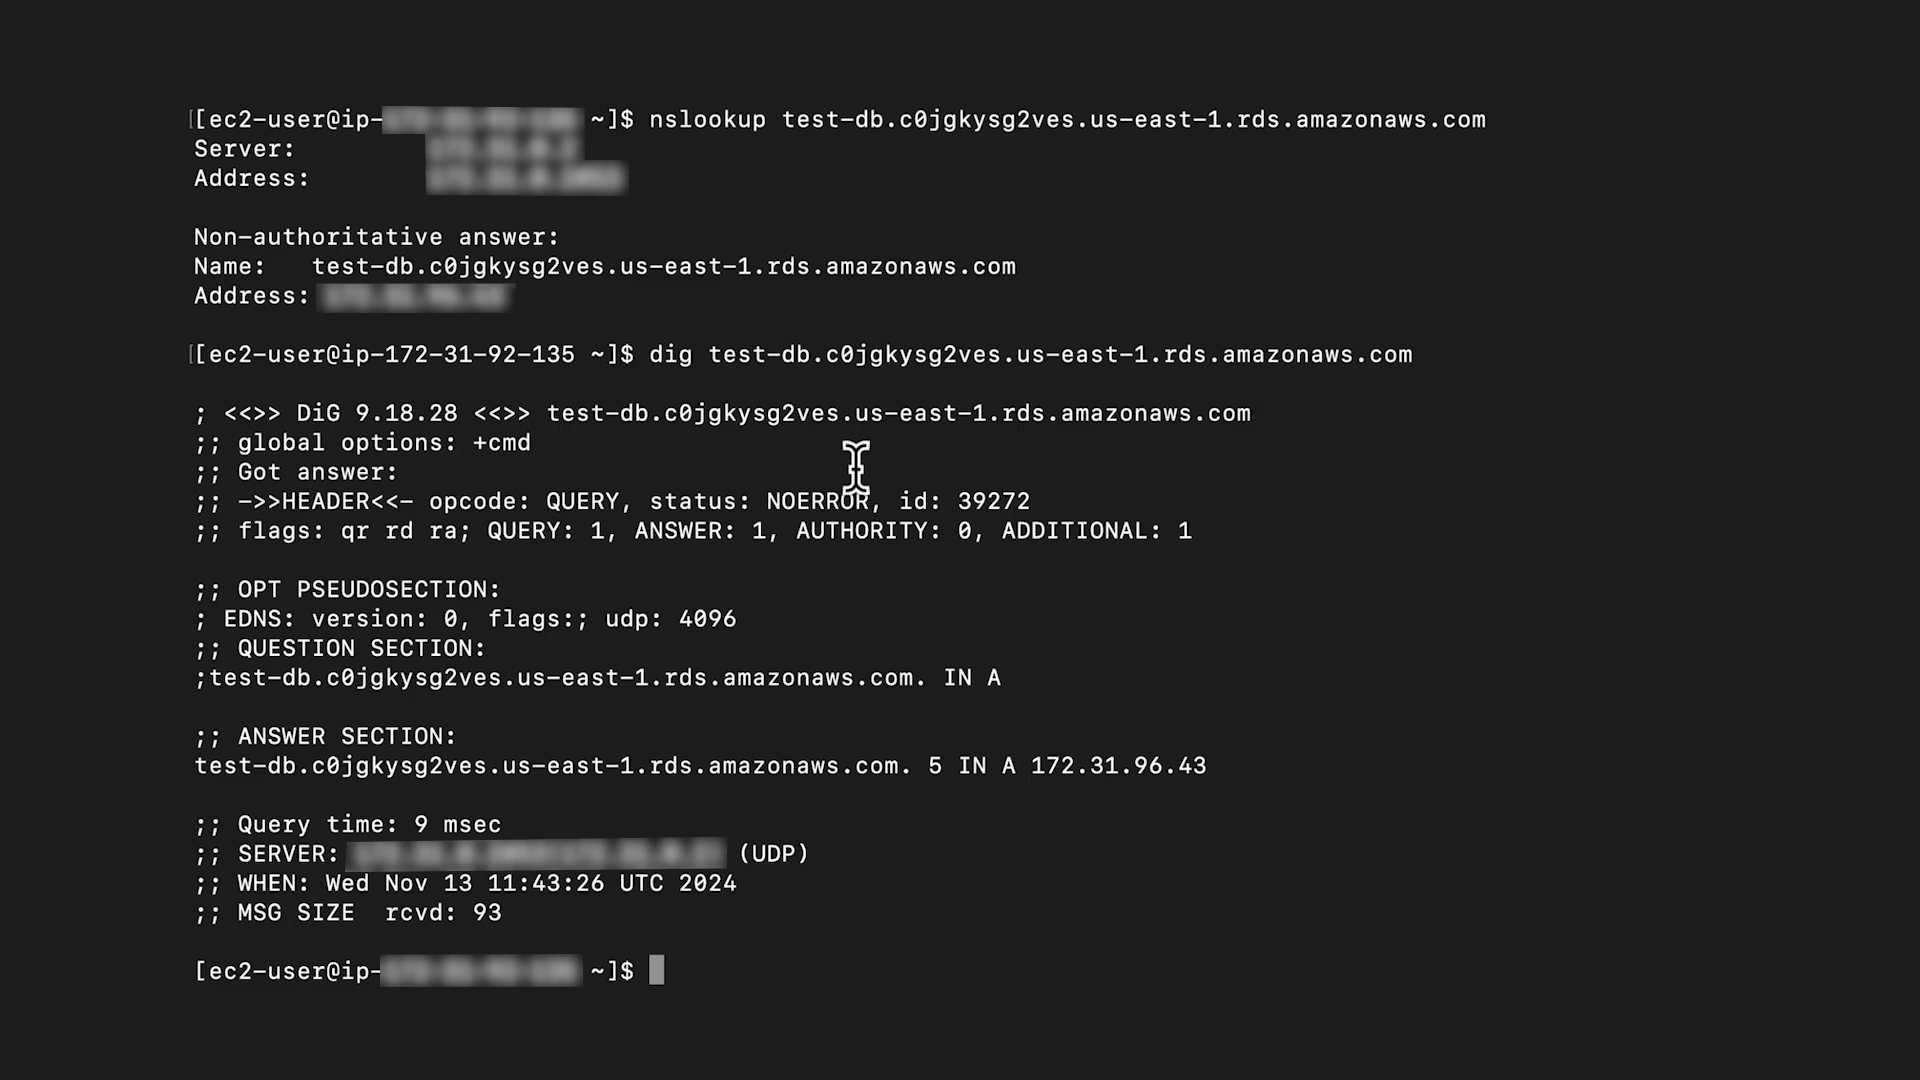 [ec2-user@ip- ~]$ nslookup test-db.c0jgkysg2ves.us-east-1.rds.amazonaws.com
Server:
Address:
Non-authoritative answer:
Name: test-db.c0jgkysg2ves.us-east-1.rds.amazonaws.com
Address:
[ec2-user@ip-172-31-92-135 ~]$ dig test-db.c0jgkysg2ves.us-east-1.rds.amazonaws.com
; <<>> DiG 9.18.28 <<>> test-db.c0jgkysg2ves.us-east-1.rds.amazonaws.com
;; global options: +cmd
;; Got answer:
;; ->>HEADER<<- opcode: QUERY, status: NOERROR, id: 39272
;; flags: qr rd ra; QUERY: 1, ANSWER: 1, AUTHORITY: 0, ADDITIONAL: 1
;; OPT PSEUDOSECTION:
; EDNS: version: 0, flags:; udp: 4096
;; QUESTION SECTION:
;test-db.c0jgkysg2ves.us-east-1.rds.amazonaws.com. IN A
;; ANSWER SECTION:
test-db.c0jgkysg2ves.us-east-1.rds.amazonaws.com. 5 IN A 172.31.96.43
;; Query time: 9 msec
;; SERVER: (UDP)
;; WHEN: Wed Nov 13 11:43:26 UTC 2024
;; MSG SIZE rcvd: 93
[ec2-user@ip- ~]$